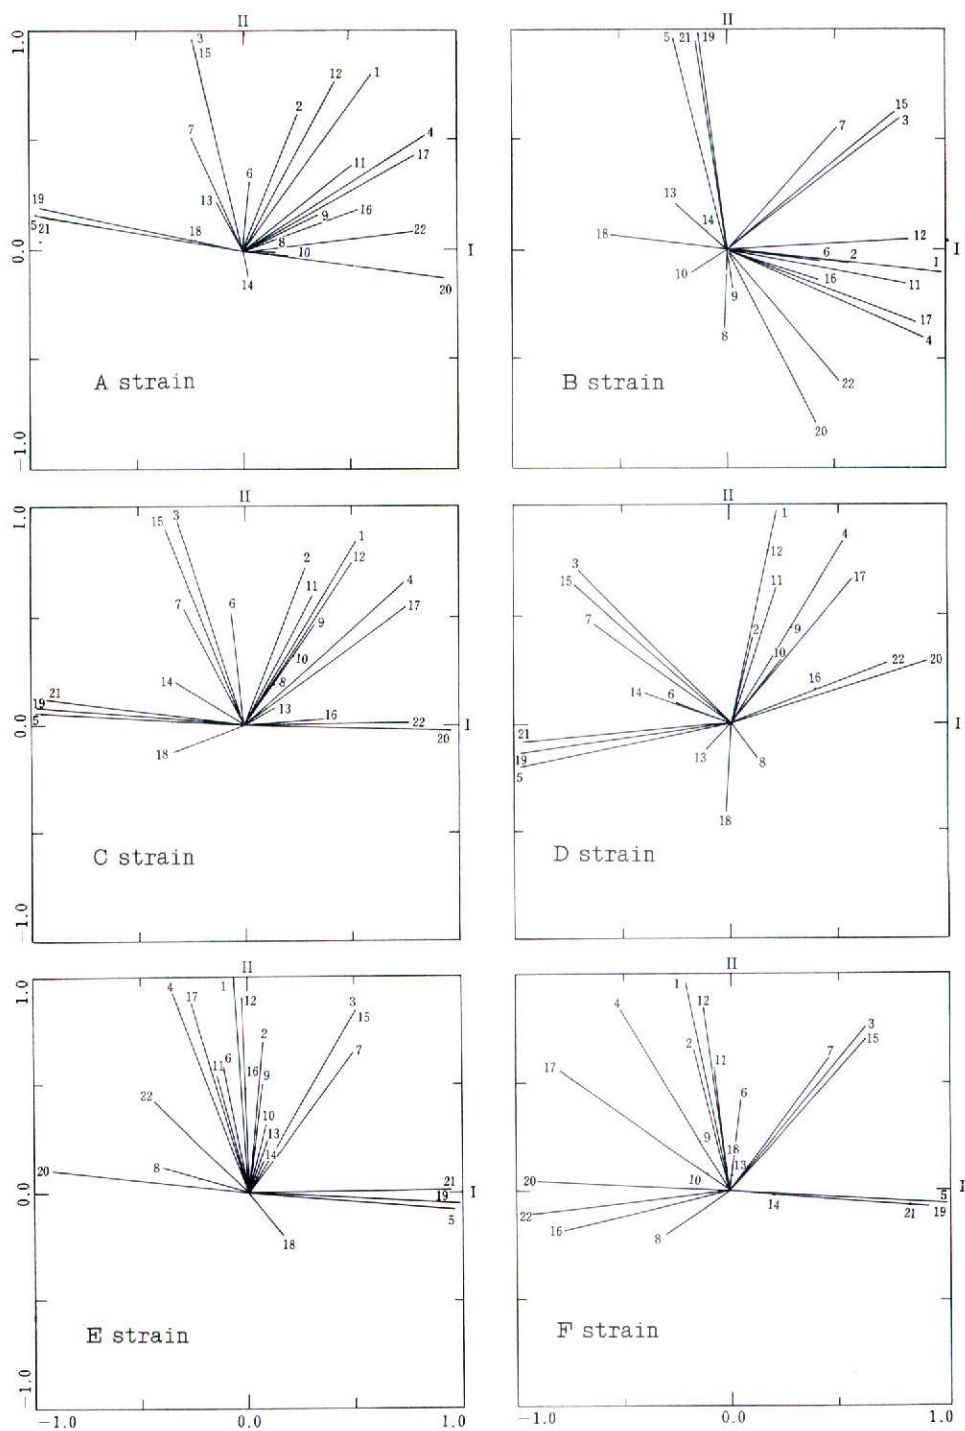 II II
1.0 3 15 12 1 2 7 4 11 17 6 13 9 16 19 5 21 18 8 22 I
0.0 10 14 20
A strain
-1.0
5 21 19 15 3 7 13 14 18 12 I
6 2 1 10 16 11 9 17 8 4 22 20
B strain
II II
1.0 3 15 1 12 2 11 4 7 6 17 9 10 14 8 13 21 19 5 16 22 I
0.0 20 18
C strain
-1.0
1 4 12 3 15 11 17 7 2 9 10 22 20 14 6 16 I
21 19 5 13 8 18
D strain
II II
1.0 4 17 1 12 3 15 2 7 11 6 16 9 22 10 13 14 20 8 21 I
0.0 19 5 18
E strain
-1.0
-1.0 0.0 1.0
1 12 4 3 15 2 7 11 17 6 9 18 13 10 20 5 I
22 14 21 19 16 8
F strain
-1.0 0.0 1.0